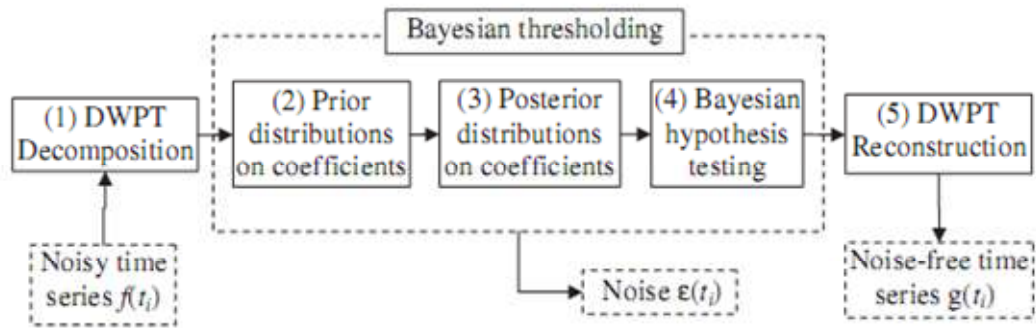 Bayesian thresholding
(1) DWPT
Decomposition
(2) Prior
distributions
on coefficients
(3) Posterior
distributions
on coefficients
(4) Bayesian
hypothesis
testing
(5) DWPT
Reconstruction
Noisy time
series f(tᵢ)
Noise ε(tᵢ)
Noise-free time
series g(tᵢ)